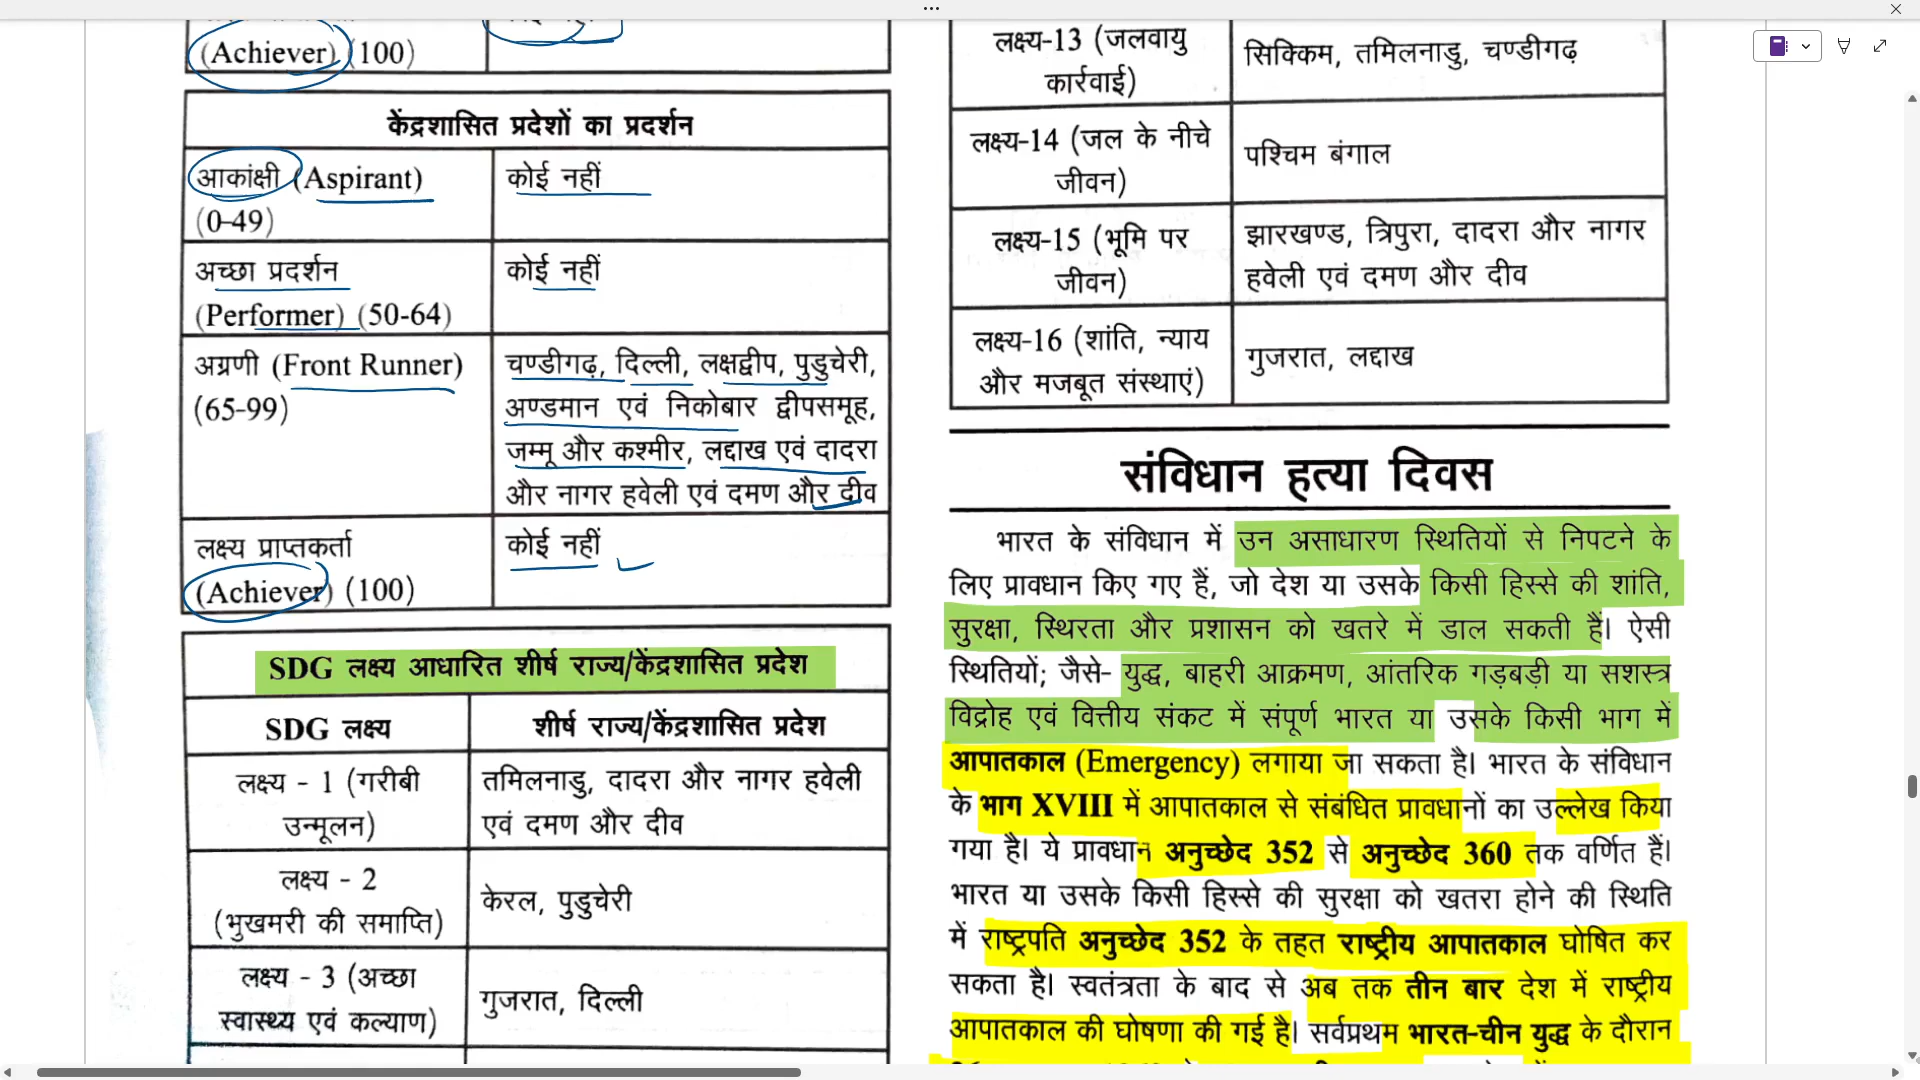 (Achiever) (100)
केंद्रशासित प्रदेशों का प्रदर्शन
आकांक्षी (Aspirant)
(0-49)
कोई नहीं
अच्छा प्रदर्शन
(Performer) (50-64)
कोई नहीं
अग्रणी (Front Runner)
(65-99)
चण्डीगढ़, दिल्ली, लक्षद्वीप, पुडुचेरी,
अण्डमान एवं निकोबार द्वीपसमूह,
जम्मू और कश्मीर, लद्दाख एवं दादरा
और नागर हवेली एवं दमण और दीव
लक्ष्य प्राप्तकर्ता
(Achiever) (100)
कोई नहीं
SDG लक्ष्य आधारित शीर्ष राज्य/केंद्रशासित प्रदेश
SDG लक्ष्य
शीर्ष राज्य/केंद्रशासित प्रदेश
लक्ष्य - 1 (गरीबी
उन्मूलन)
तमिलनाडु, दादरा और नागर हवेली
एवं दमण और दीव
लक्ष्य - 2
(भुखमरी की समाप्ति)
केरल, पुडुचेरी
लक्ष्य - 3 (अच्छा
स्वास्थ्य एवं कल्याण)
गुजरात, दिल्ली
लक्ष्य-13 (जलवायु
कार्रवाई)
सिक्किम, तमिलनाडु, चण्डीगढ़
लक्ष्य-14 (जल के नीचे
जीवन)
पश्चिम बंगाल
लक्ष्य-15 (भूमि पर
जीवन)
झारखण्ड, त्रिपुरा, दादरा और नागर
हवेली एवं दमण और दीव
लक्ष्य-16 (शांति, न्याय
और मजबूत संस्थाएं)
गुजरात, लद्दाख
संविधान हत्या दिवस
भारत के संविधान में उन असाधारण स्थितियों से निपटने के
लिए प्रावधान किए गए हैं, जो देश या उसके किसी हिस्से की शांति,
सुरक्षा, स्थिरता और प्रशासन को खतरे में डाल सकती हैं। ऐसी
स्थितियों; जैसे- युद्ध, बाहरी आक्रमण, आंतरिक गड़बड़ी या सशस्त्र
विद्रोह एवं वित्तीय संकट में संपूर्ण भारत या उसके किसी भाग में
आपातकाल (Emergency) लगाया जा सकता है। भारत के संविधान
के भाग XVIII में आपातकाल से संबंधित प्रावधानों का उल्लेख किया
गया है। ये प्रावधान अनुच्छेद 352 से अनुच्छेद 360 तक वर्णित हैं।
भारत या उसके किसी हिस्से की सुरक्षा को खतरा होने की स्थिति
में राष्ट्रपति अनुच्छेद 352 के तहत राष्ट्रीय आपातकाल घोषित कर
सकता है। स्वतंत्रता के बाद से अब तक तीन बार देश में राष्ट्रीय
आपातकाल की घोषणा की गई है। सर्वप्रथम भारत-चीन युद्ध के दौरान